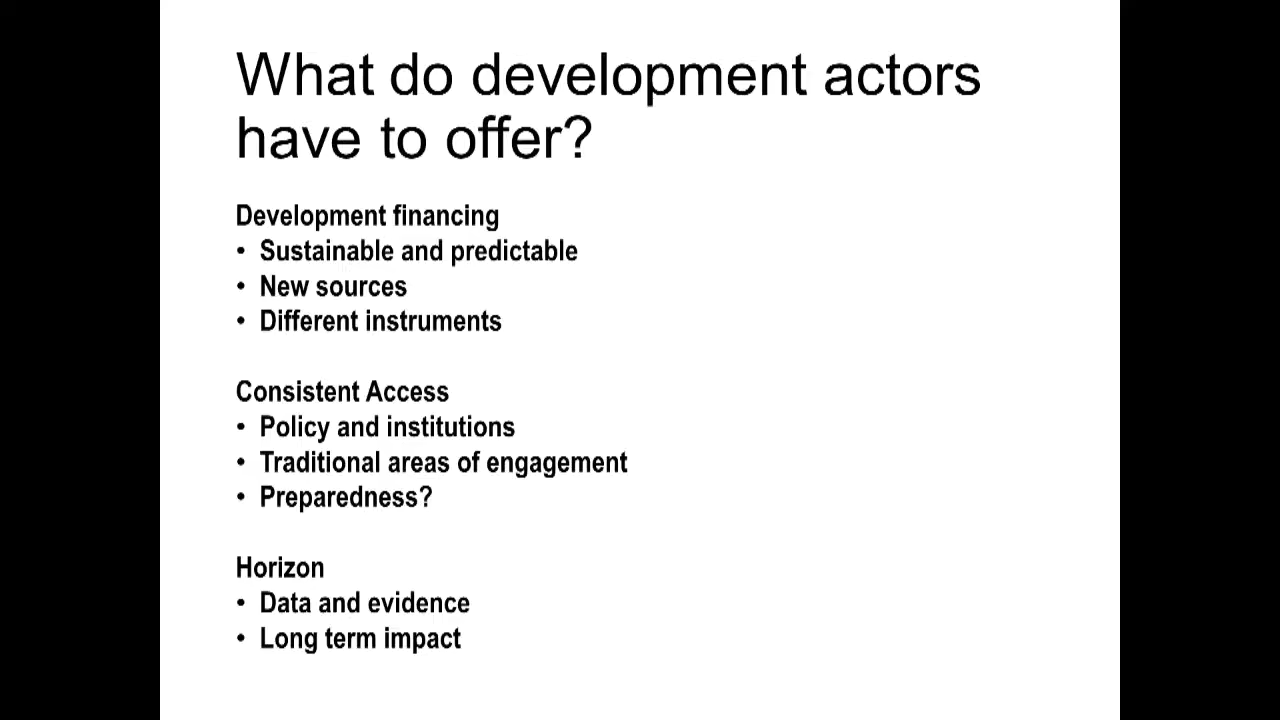 What do development actors
have to offer?
Development financing
• Sustainable and predictable
• New sources
• Different instruments
Consistent Access
• Policy and institutions
• Traditional areas of engagement
• Preparedness?
Horizon
• Data and evidence
• Long term impact